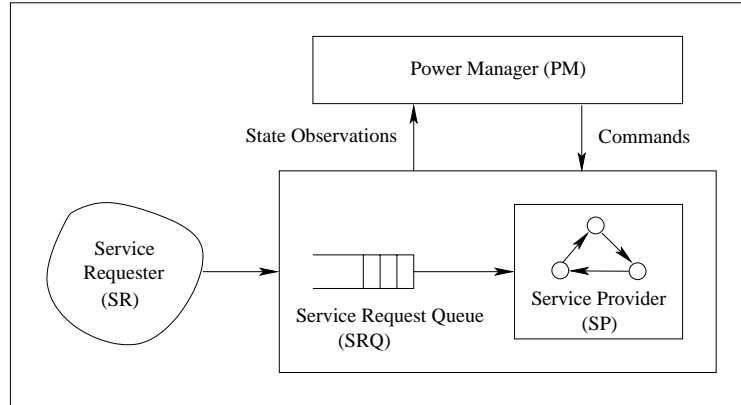 Power Manager (PM)
State Observations
Commands
Service
Requester
(SR)
Service Request Queue
(SRQ)
Service Provider
(SP)